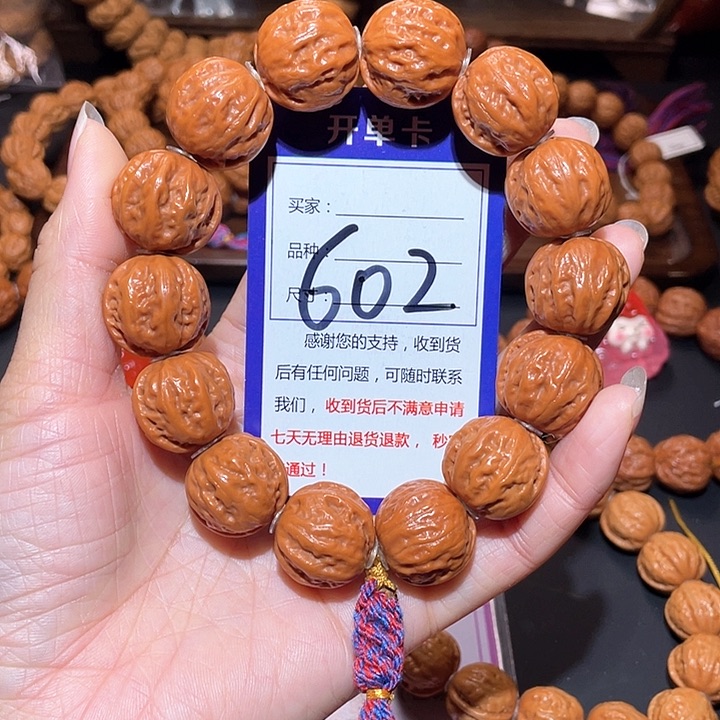 开单卡
买家：
品种：
尺寸：
602
感谢您的支持，收到货
后有任何问题，可随时联系
我们，收到货后不满意申请
七天无理由退货退款，秒
通过！